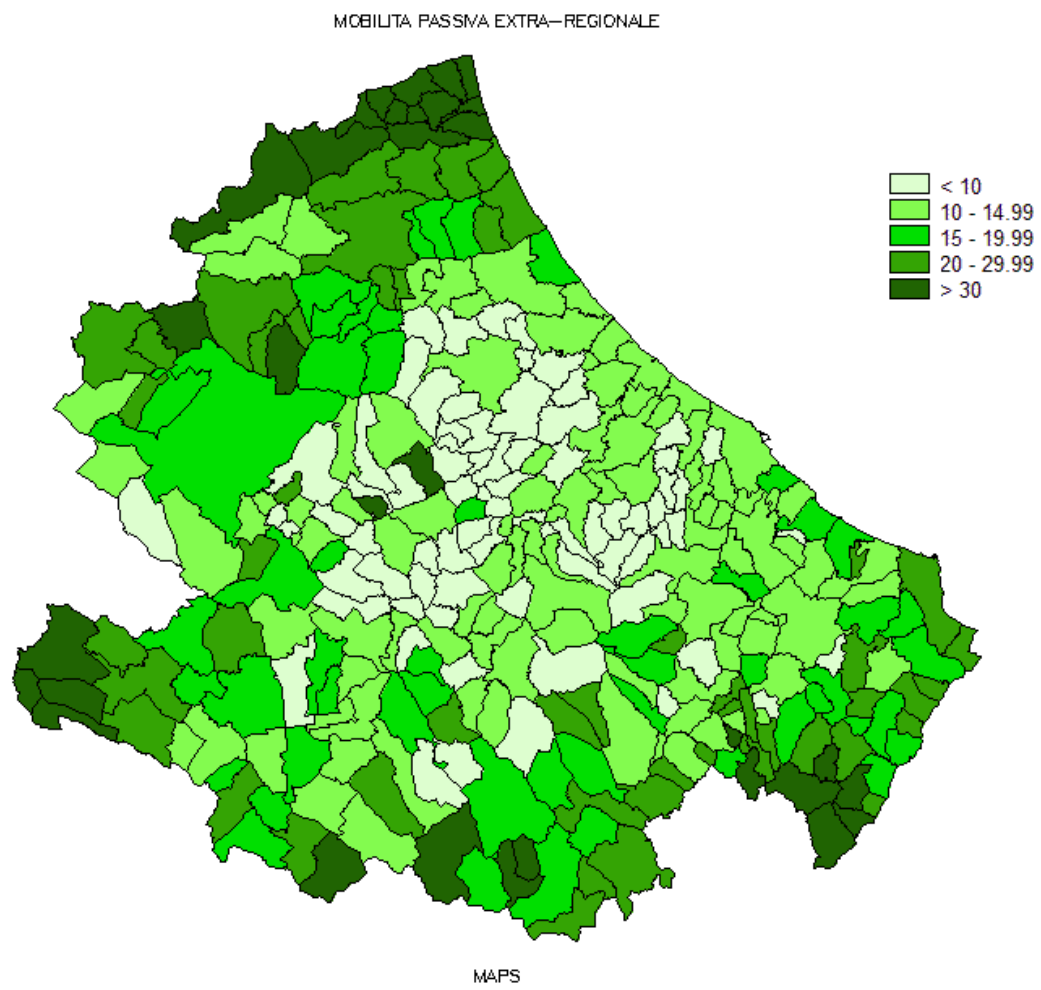 MOBILITA PASSIVA EXTRA-REGIONALE
< 10
10 - 14.99
15 - 19.99
20 - 29.99
> 30
MAPS